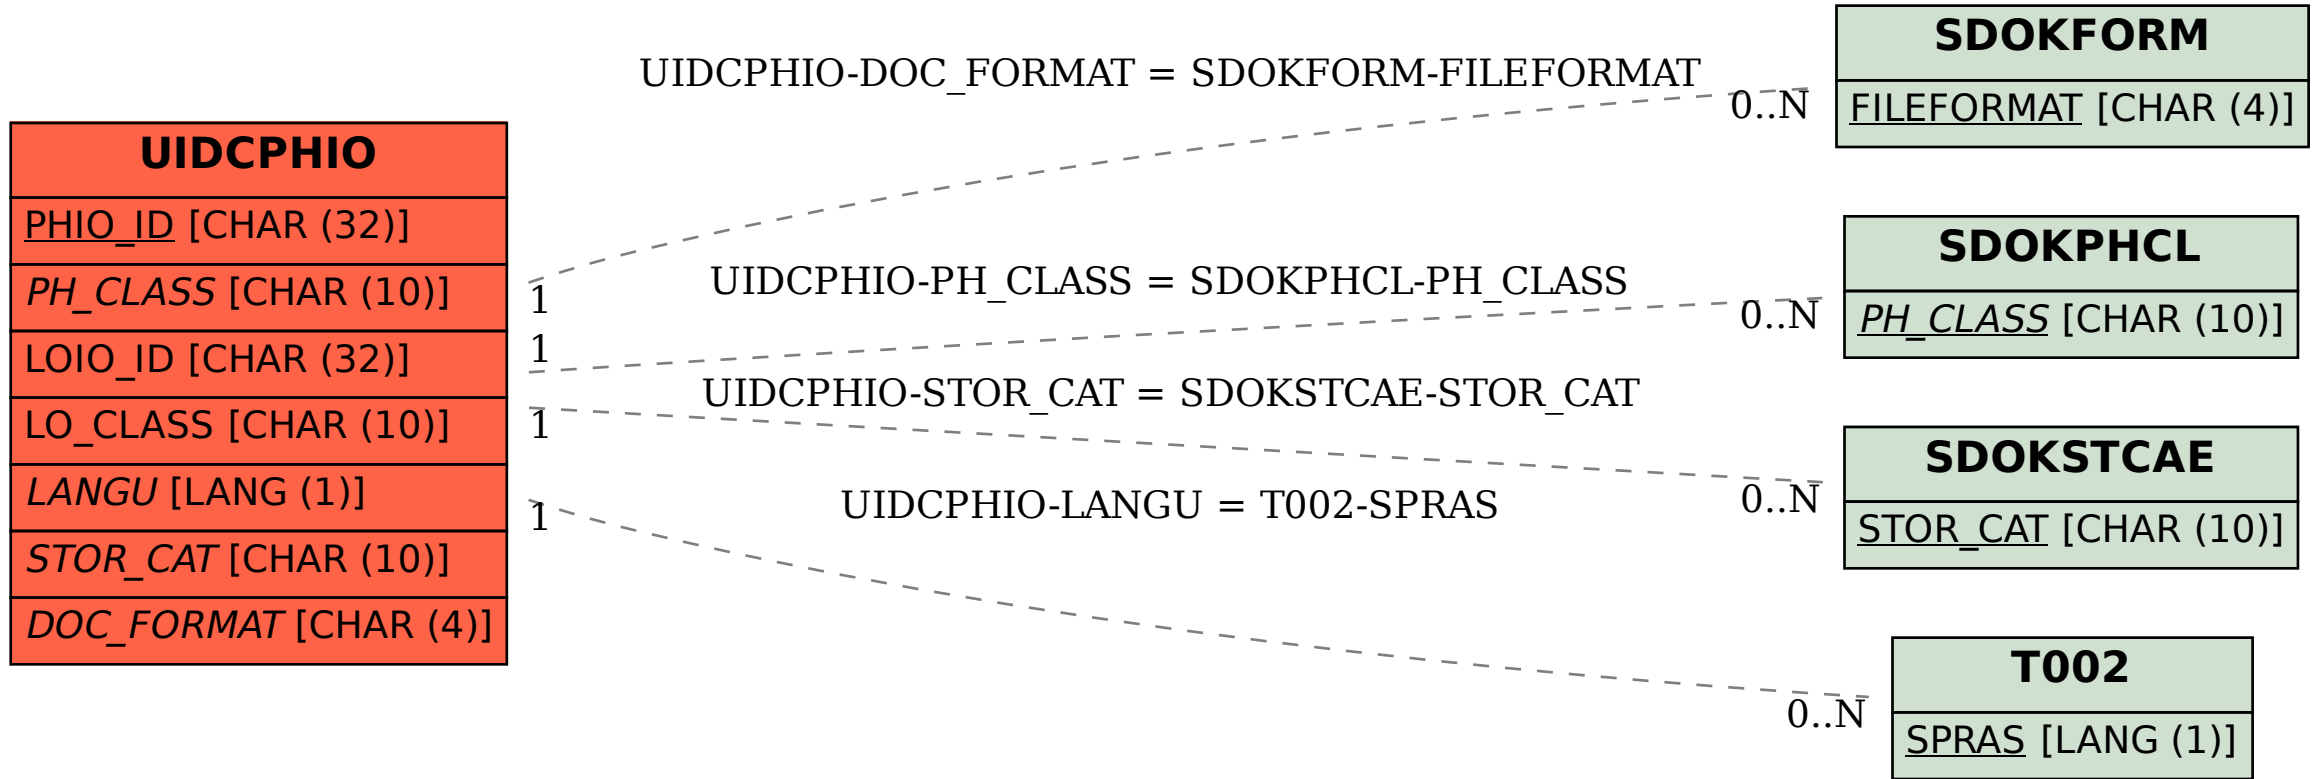 UIDCPHIO
PHIO_ID [CHAR (32)]
PH_CLASS [CHAR (10)]
LOIO_ID [CHAR (32)]
LO_CLASS [CHAR (10)]
LANGU [LANG (1)]
STOR_CAT [CHAR (10)]
DOC_FORMAT [CHAR (4)]
UIDCPHIO-DOC_FORMAT = SDOKFORM-FILEFORMAT
1
0..N
UIDCPHIO-PH_CLASS = SDOKPHCL-PH_CLASS
1
0..N
UIDCPHIO-STOR_CAT = SDOKSTCAE-STOR_CAT
1
0..N
UIDCPHIO-LANGU = T002-SPRAS
1
0..N
SDOKFORM
FILEFORMAT [CHAR (4)]
SDOKPHCL
PH_CLASS [CHAR (10)]
SDOKSTCAE
STOR_CAT [CHAR (10)]
T002
SPRAS [LANG (1)]